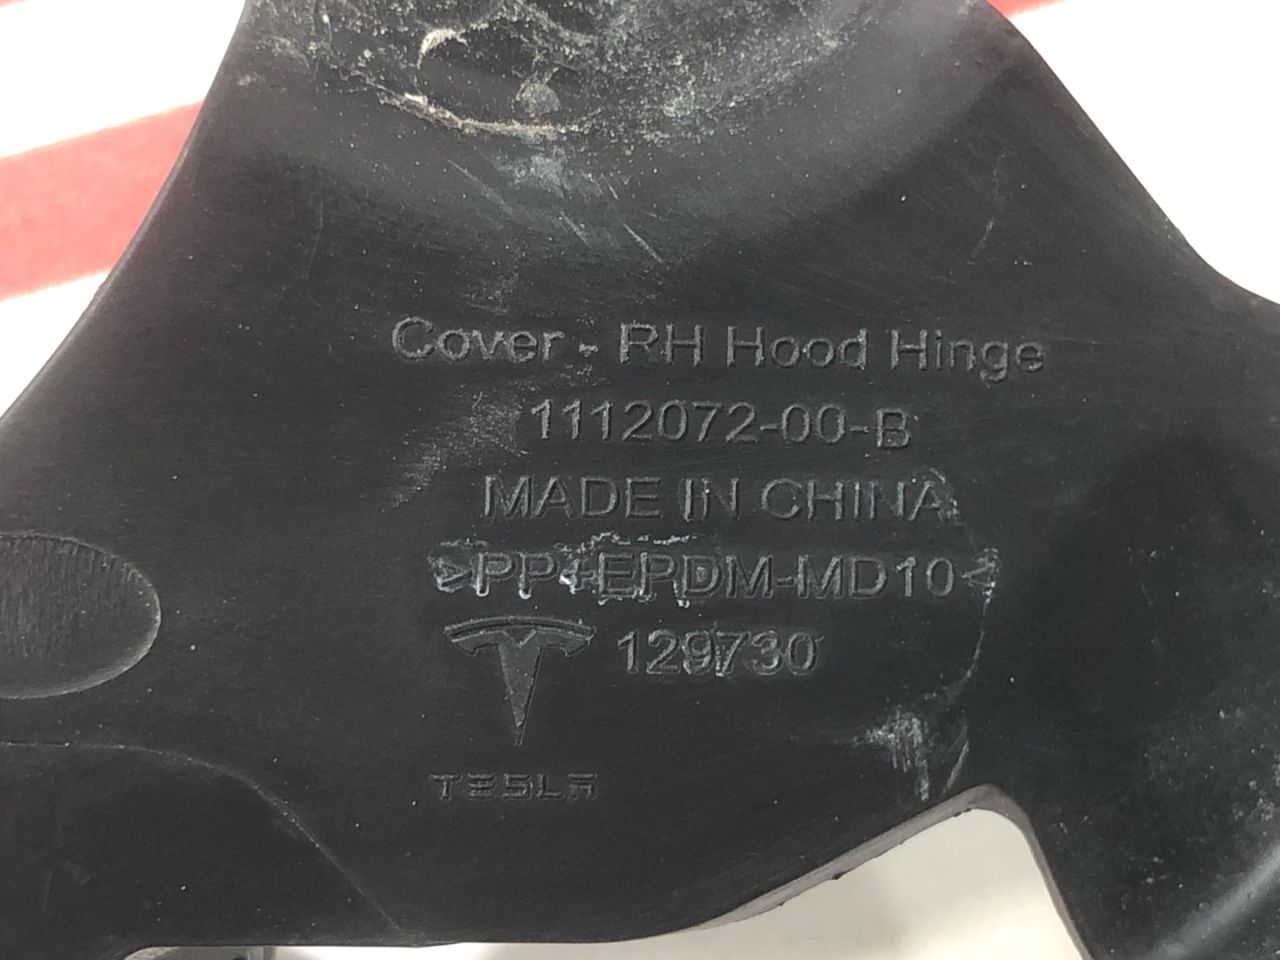 Cover - RH Hood Hinge
1112072-00-B
MADE IN CHINA
>PP+EPDM-MD10<
129730
TESLA